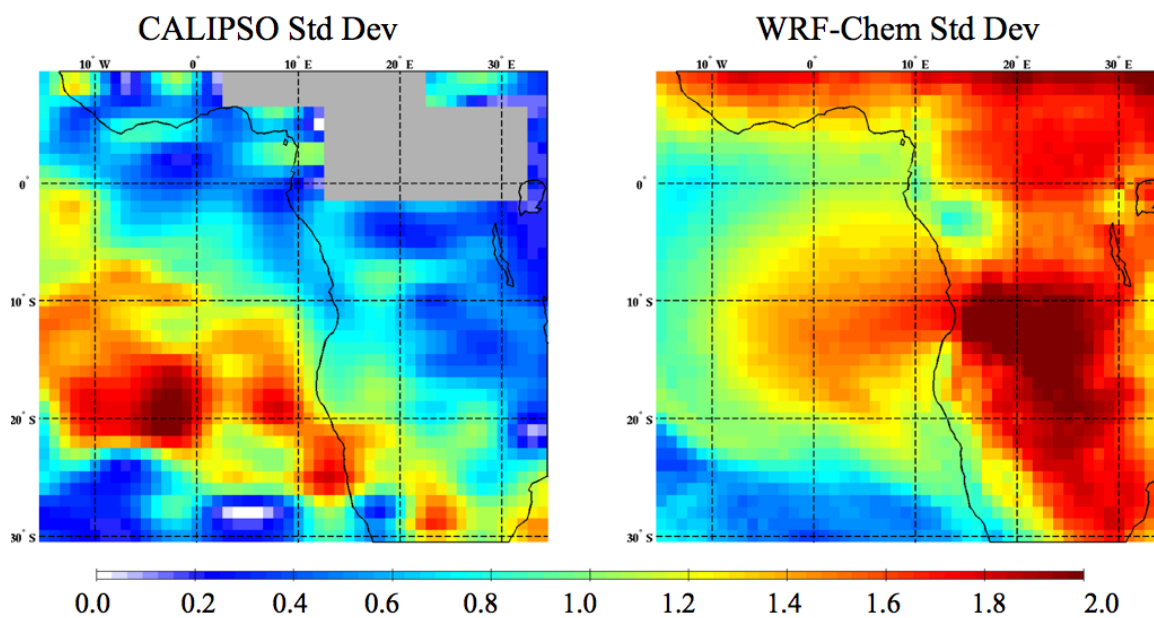 CALIPSO Std Dev WRF-Chem Std Dev
10° W 0° 10° E 20° E 30° E 10° W 0° 10° E 20° E 30° E
0° 0°
10° S 10° S
20° S 20° S
30° S 30° S
0.0 0.2 0.4 0.6 0.8 1.0 1.2 1.4 1.6 1.8 2.0